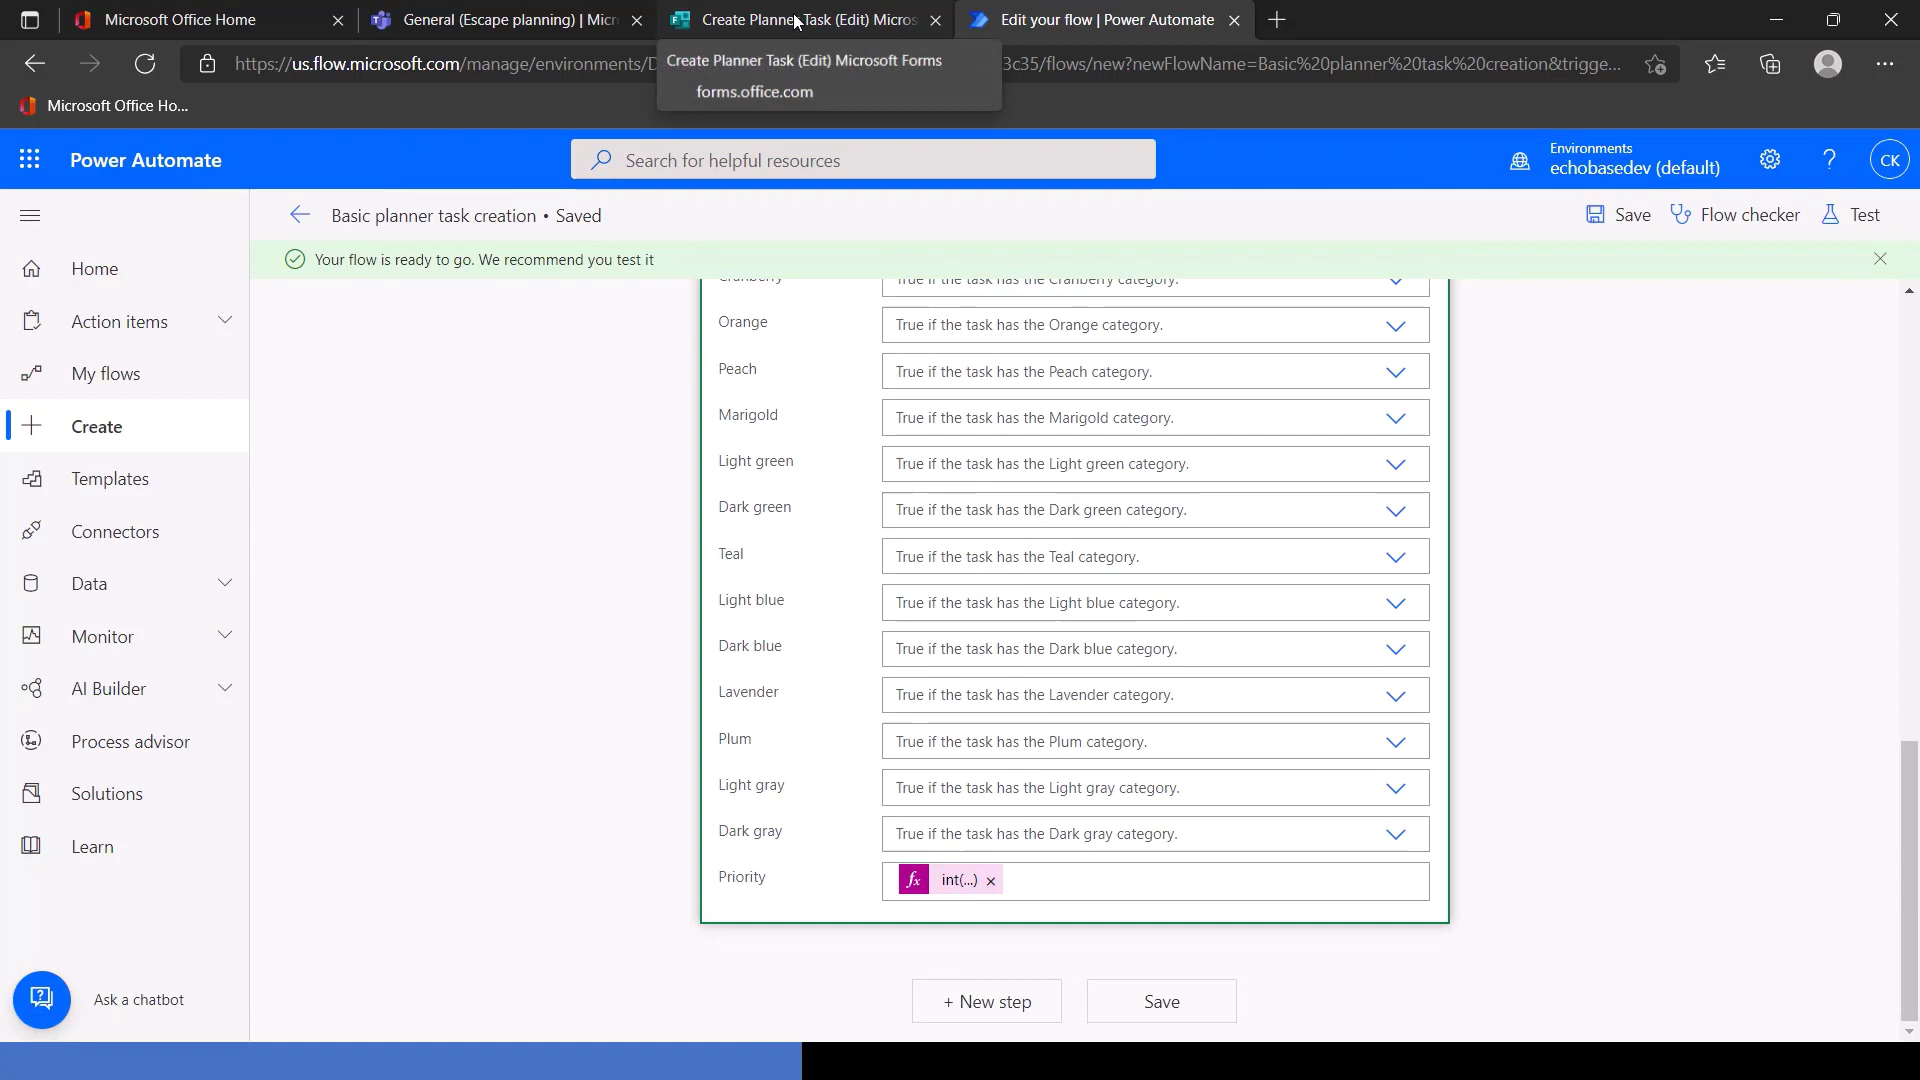 Microsoft Office Home
General (Escape planning) | Micr
Create Planner Task (Edit) Micros
Edit your flow | Power Automate
https://us.flow.microsoft.com/manage/environments/D
3c35/flows/new?newFlowName=Basic%20planner%20task%20creation&trigge...
Create Planner Task (Edit) Microsoft Forms
forms.office.com
Microsoft Office Ho...
Power Automate
Search for helpful resources
Environments
echobasedev (default)
?
CK
Basic planner task creation • Saved
Save
Flow checker
Test
Your flow is ready to go. We recommend you test it
Home
Action items
My flows
Create
Templates
Connectors
Data
Monitor
AI Builder
Process advisor
Solutions
Learn
Ask a chatbot
Cranberry True if the task has the Cranberry category.
Orange True if the task has the Orange category.
Peach True if the task has the Peach category.
Marigold True if the task has the Marigold category.
Light green True if the task has the Light green category.
Dark green True if the task has the Dark green category.
Teal True if the task has the Teal category.
Light blue True if the task has the Light blue category.
Dark blue True if the task has the Dark blue category.
Lavender True if the task has the Lavender category.
Plum True if the task has the Plum category.
Light gray True if the task has the Light gray category.
Dark gray True if the task has the Dark gray category.
Priority fx int(...) ×
+ New step
Save